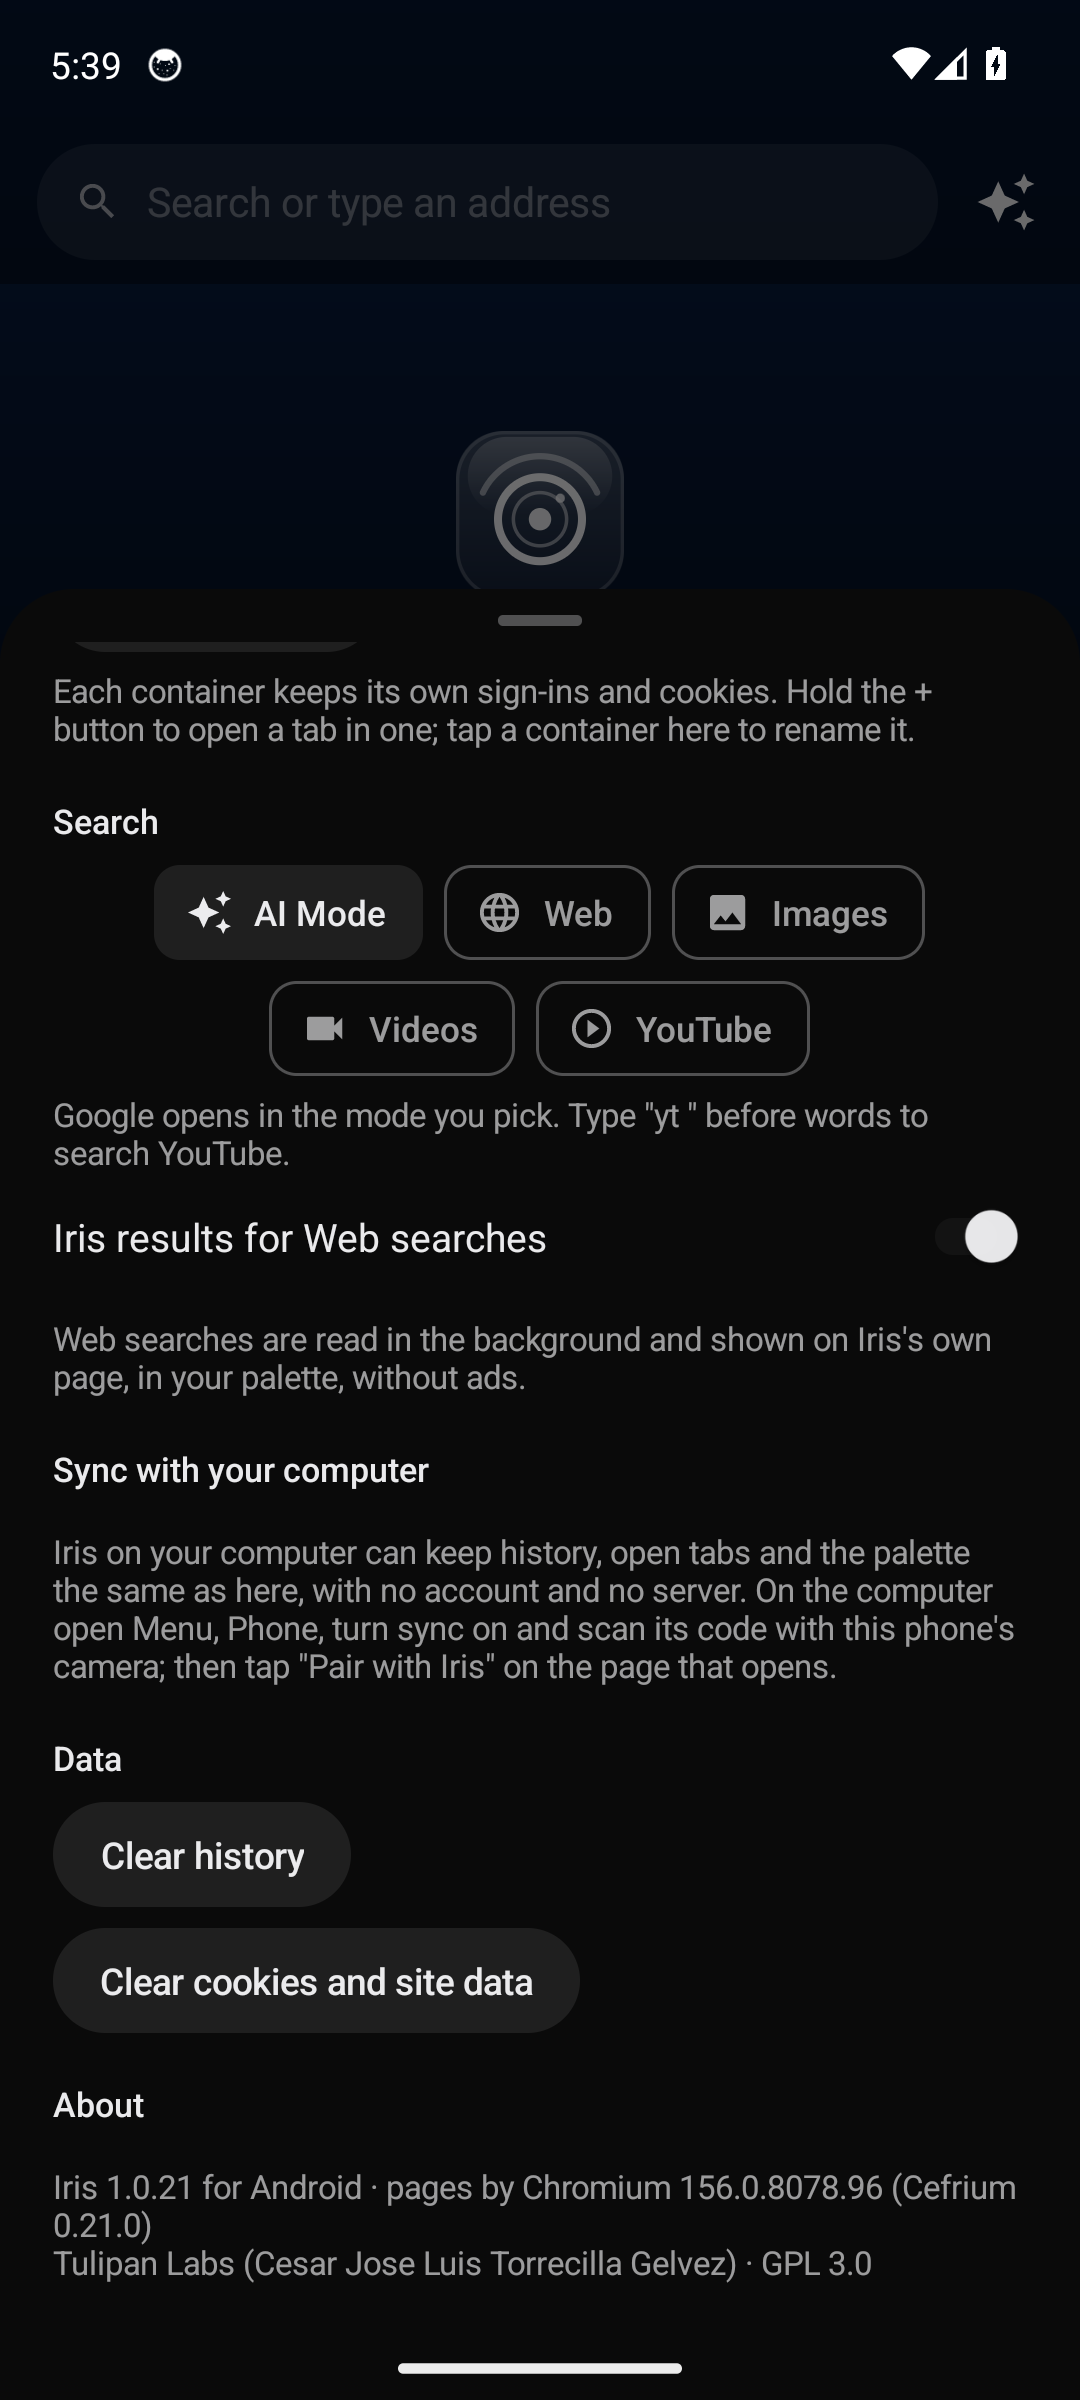 5:39
Search or type an address
Each container keeps its own sign-ins and cookies. Hold the +
button to open a tab in one; tap a container here to rename it.
Search
AI Mode
Web
Images
Videos
YouTube
Google opens in the mode you pick. Type "yt " before words to
search YouTube.
Iris results for Web searches
Web searches are read in the background and shown on Iris's own
page, in your palette, without ads.
Sync with your computer
Iris on your computer can keep history, open tabs and the palette
the same as here, with no account and no server. On the computer
open Menu, Phone, turn sync on and scan its code with this phone's
camera; then tap "Pair with Iris" on the page that opens.
Data
Clear history
Clear cookies and site data
About
Iris 1.0.21 for Android · pages by Chromium 156.0.8078.96 (Cefrium
0.21.0)
Tulipan Labs (Cesar Jose Luis Torrecilla Gelvez) · GPL 3.0